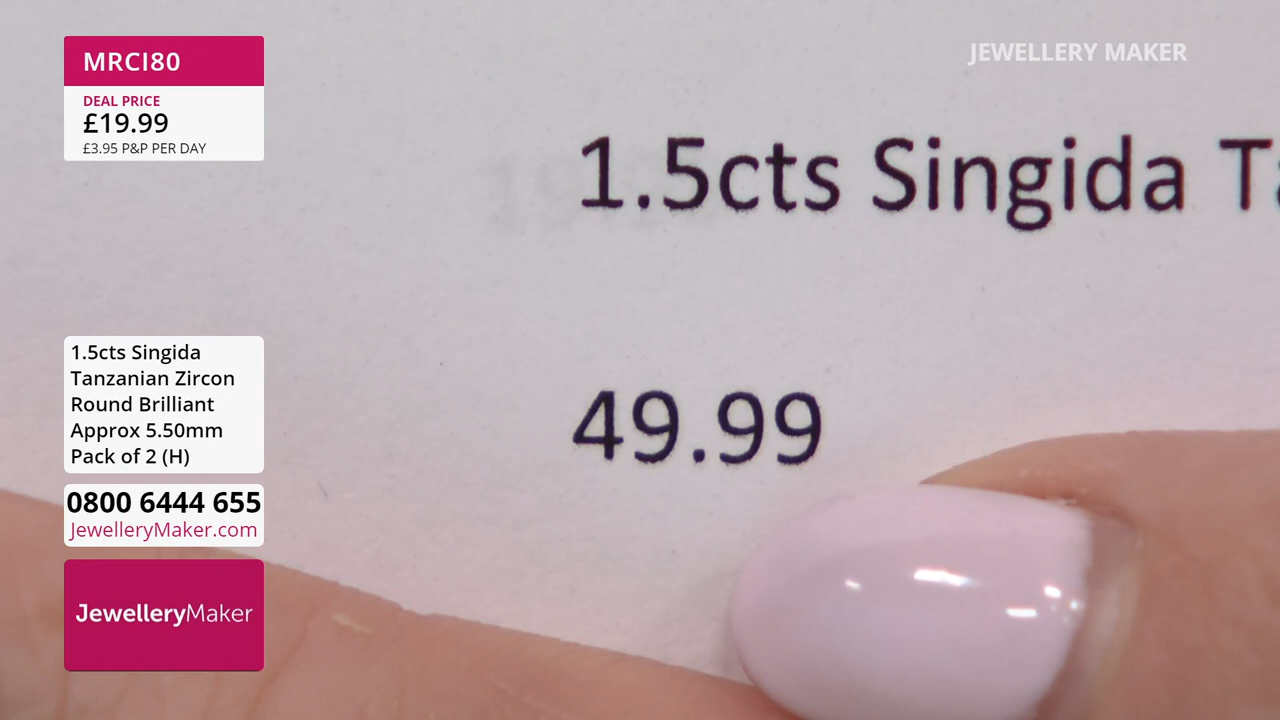 MRCI80
DEAL PRICE
£19.99
£3.95 P&P PER DAY
JEWELLERY MAKER
1.5cts Singida
49.99
1.5cts Singida
Tanzanian Zircon
Round Brilliant
Approx 5.50mm
Pack of 2 (H)
0800 6444 655
JewelleryMaker.com
JewelleryMaker